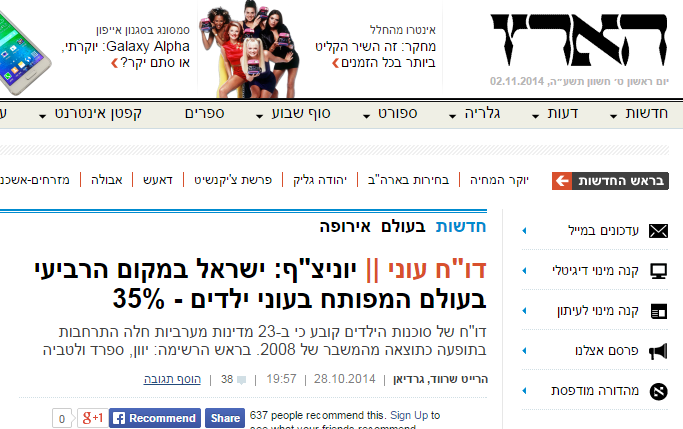 הארץ
יום ראשון ט׳ חשוון תשע״ה, 02.11.2014
אינטרו מהחלל
מחקר: זה השיר הקליט
ביותר בכל הזמנים
סמסונג בסגנון אייפון
Galaxy Alpha: יוקרתי,
או סתם יקר?
חדשות דעות גלריה ספורט סוף שבוע ספרים קפטן אינטרנט
בראש החדשות
יוקר המחיה | בחירות בארה"ב | יהודה גליק | פרשת צ'יקנשיט | דאעש | אבולה | מזרחים-אשכנ
עדכונים במייל
קנה מינוי דיגיטלי
קנה מינוי לעיתון
פרסם אצלנו
מהדורה מודפסת
חדשות בעולם אירופה
דו"ח עוני || יוניצ"ף: ישראל במקום הרביעי
בעולם המפותח בעוני ילדים - 35%
דו"ח של סוכנות הילדים קובע כי ב-23 מדינות מערביות חלה התרחבות
בתופעה כתוצאה מהמשבר של 2008. בראש הרשימה: יוון, ספרד ולטביה
הרייט שרווד, גרדיאן | 28.10.2014 | 19:57 | 38 | הוסף תגובה
0 g+1 Recommend Share 637 people recommend this. Sign Up to
see what your friends recommend